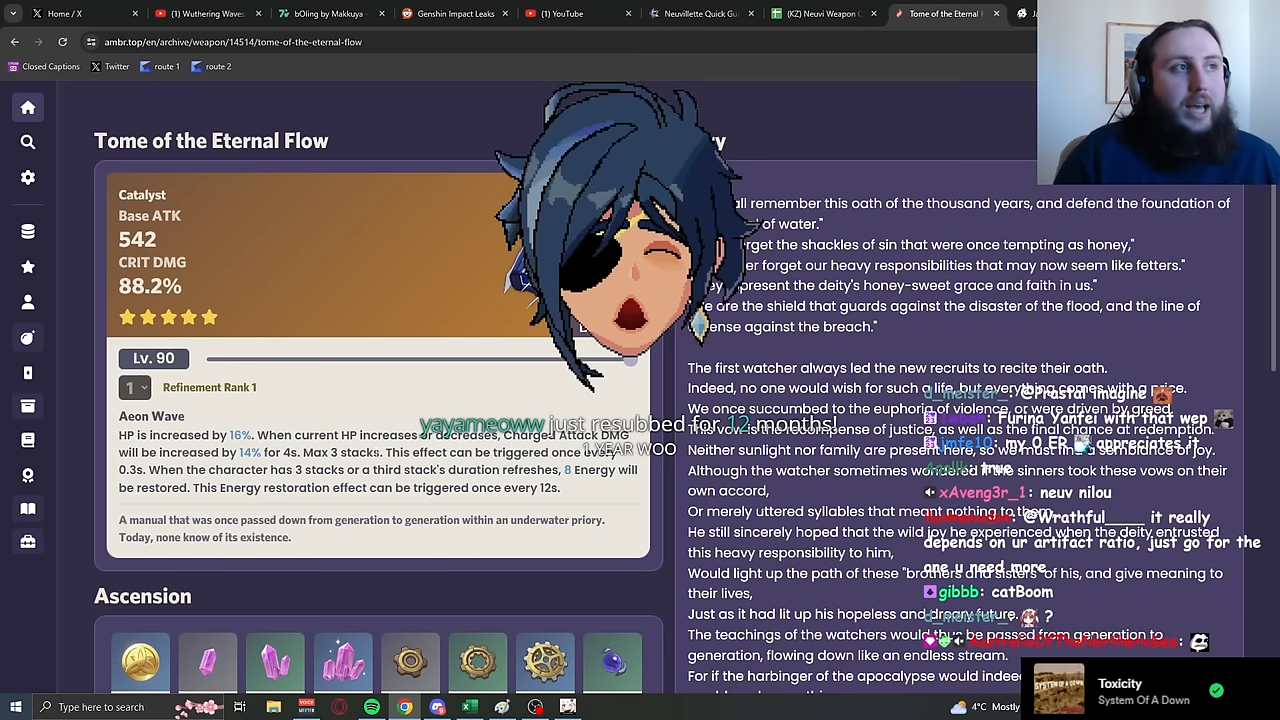 Home / X
(1) Wuthering Waves
bOling by Makkuya -
Genshin Impact Leaks
(1) YouTube
Neuvillette Quick Gu
(KZ) Neuvi Weapon C
Tome of the Eternal F
ambr.top/en/archive/weapon/14514/tome-of-the-eternal-flow
Closed Captions
Twitter
route 1
route 2
Tome of the Eternal Flow
Catalyst
Base ATK
542
CRIT DMG
88.2%
Lv. 90
1
Refinement Rank 1
Aeon Wave
HP is increased by 16%. When current HP increases or decreases, Charged Attack DMG
will be increased by 14% for 4s. Max 3 stacks. This effect can be triggered once every
0.3s. When the character has 3 stacks or a third stack's duration refreshes, 8 Energy will
be restored. This Energy restoration effect can be triggered once every 12s.
A manual that was once passed down from generation to generation within an underwater priory.
Today, none know of its existence.
Ascension
all remember this oath of the thousand years, and defend the foundation of
of water."
rget the shackles of sin that were once tempting as honey,"
er forget our heavy responsibilities that may now seem like fetters."
present the deity's honey-sweet grace and faith in us."
are the shield that guards against the disaster of the flood, and the line of
ense against the breach."
The first watcher always led the new recruits to recite their oath.
Indeed, no one would wish for such a life, but everything comes with a price.
We once succumbed to the euphoria of violence, or were driven by greed.
Neither sunlight nor family are present here, so we must find a semblance of joy.
Although the watcher sometimes
sinners took these vows on their
own accord,
Or merely uttered syllables that meant nothing to them.
He still sincerely hoped that the wild joy he experienced when the deity entrusted
this heavy responsibility to him,
Would light up the path of these "brothers and sisters" of his, and give meaning to
their lives,
Just as it had lit up his hopeless and dreary future.
The teachings of the watchers would thus be passed from generation to
generation, flowing down like an endless stream.
For if the harbinger of the apocalypse would indeed
yayameoww just resubbed for 12 months!
1 YEAR WOO
d_meister_: @Prastal imagine
Furina Yanfei with that wep
jmfe10: my 0 ER appreciates it
true
xAveng3r_1: neuv nilou
@Wrathful____ it really
depends on ur artifact ratio, just go for the
one u need more
gibbb: catBoom
d_meister_: ?
Toxicity
System Of A Down
Type here to search
4°C Mostly